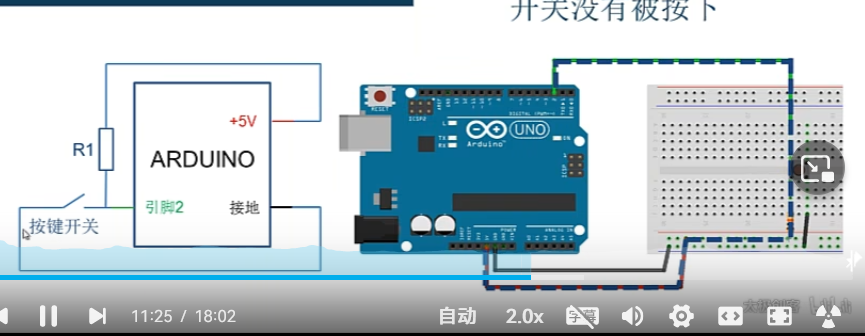 开关没有被按下
+5V
R1
ARDUINO
引脚2
接地
按键开关
RESET
ICSP2
L
TX
RX
DIGITAL (PWM~)
UNO
ON
Arduino
ICSP
POWER
ANALOG IN
11:25 / 18:02
自动
2.0x
字幕